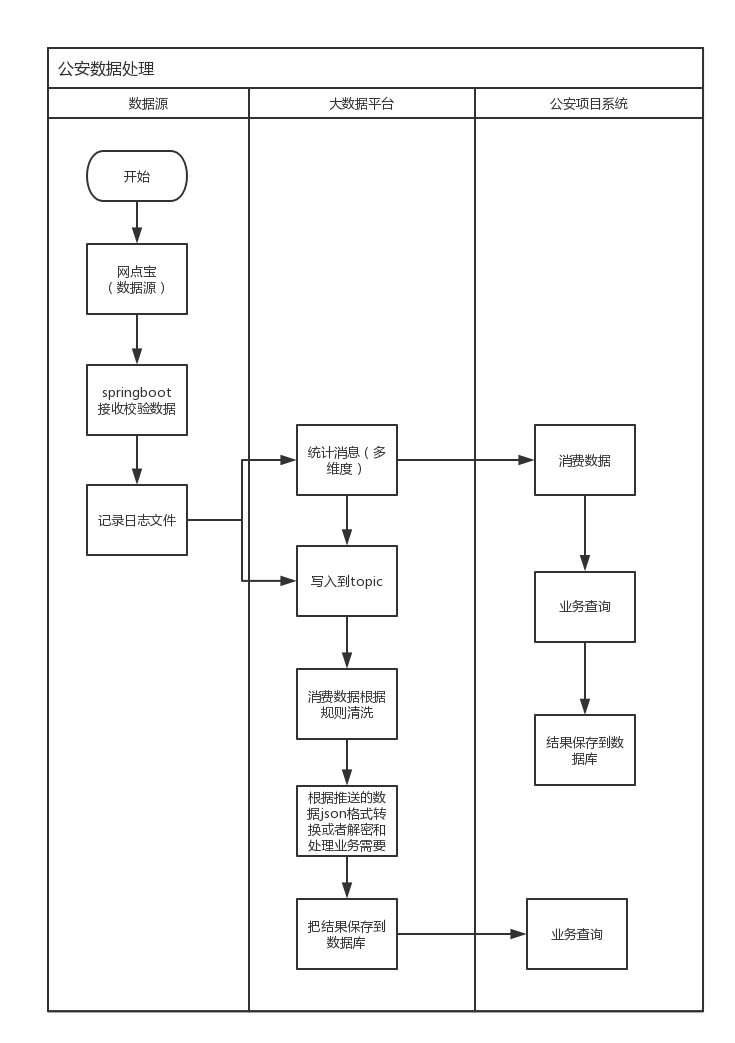 公安数据处理
数据源
大数据平台
公安项目系统
开始
网点宝
（数据源）
springboot
接收校验数据
记录日志文件
统计消息（多
维度）
写入到topic
消费数据根据
规则清洗
根据推送的数
据json格式转
换或者解密和
处理业务需要
把结果保存到
数据库
消费数据
业务查询
结果保存到数
据库
业务查询